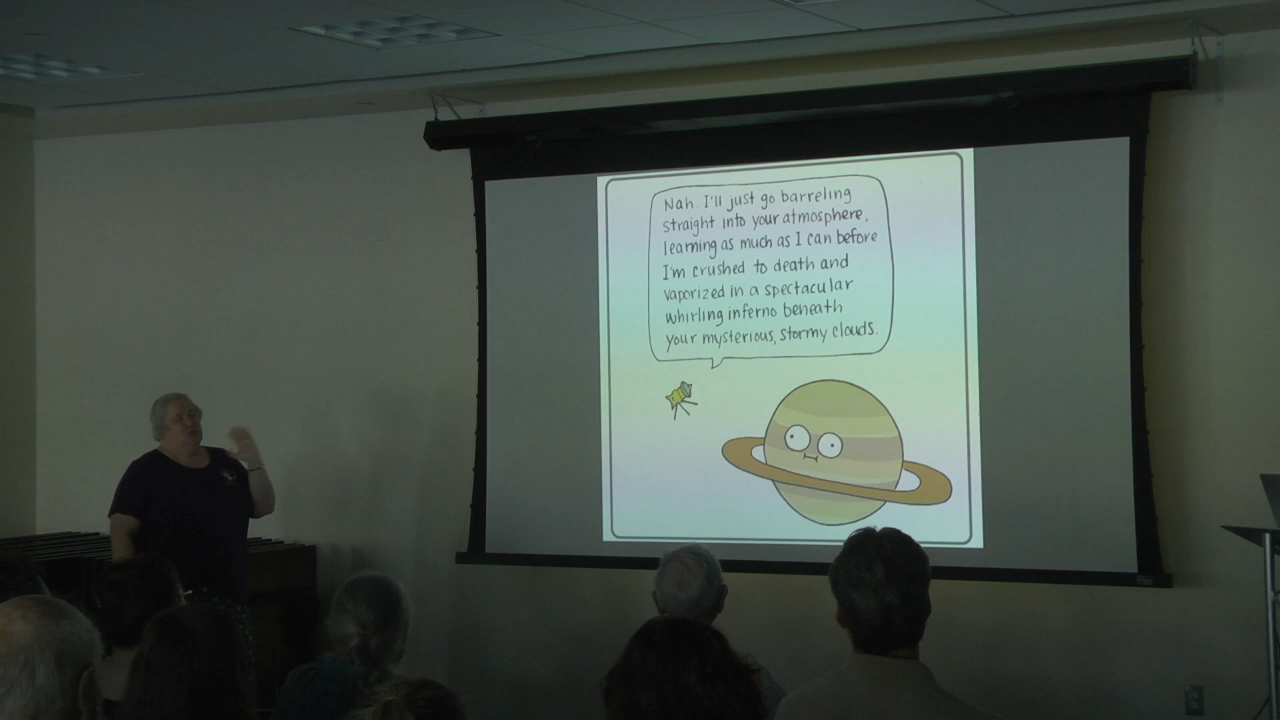 Nah. I'll just go barreling
straight into your atmosphere,
learning as much as I can before
I'm crushed to death and
vaporized in a spectacular
whirling inferno beneath
your mysterious, stormy clouds.